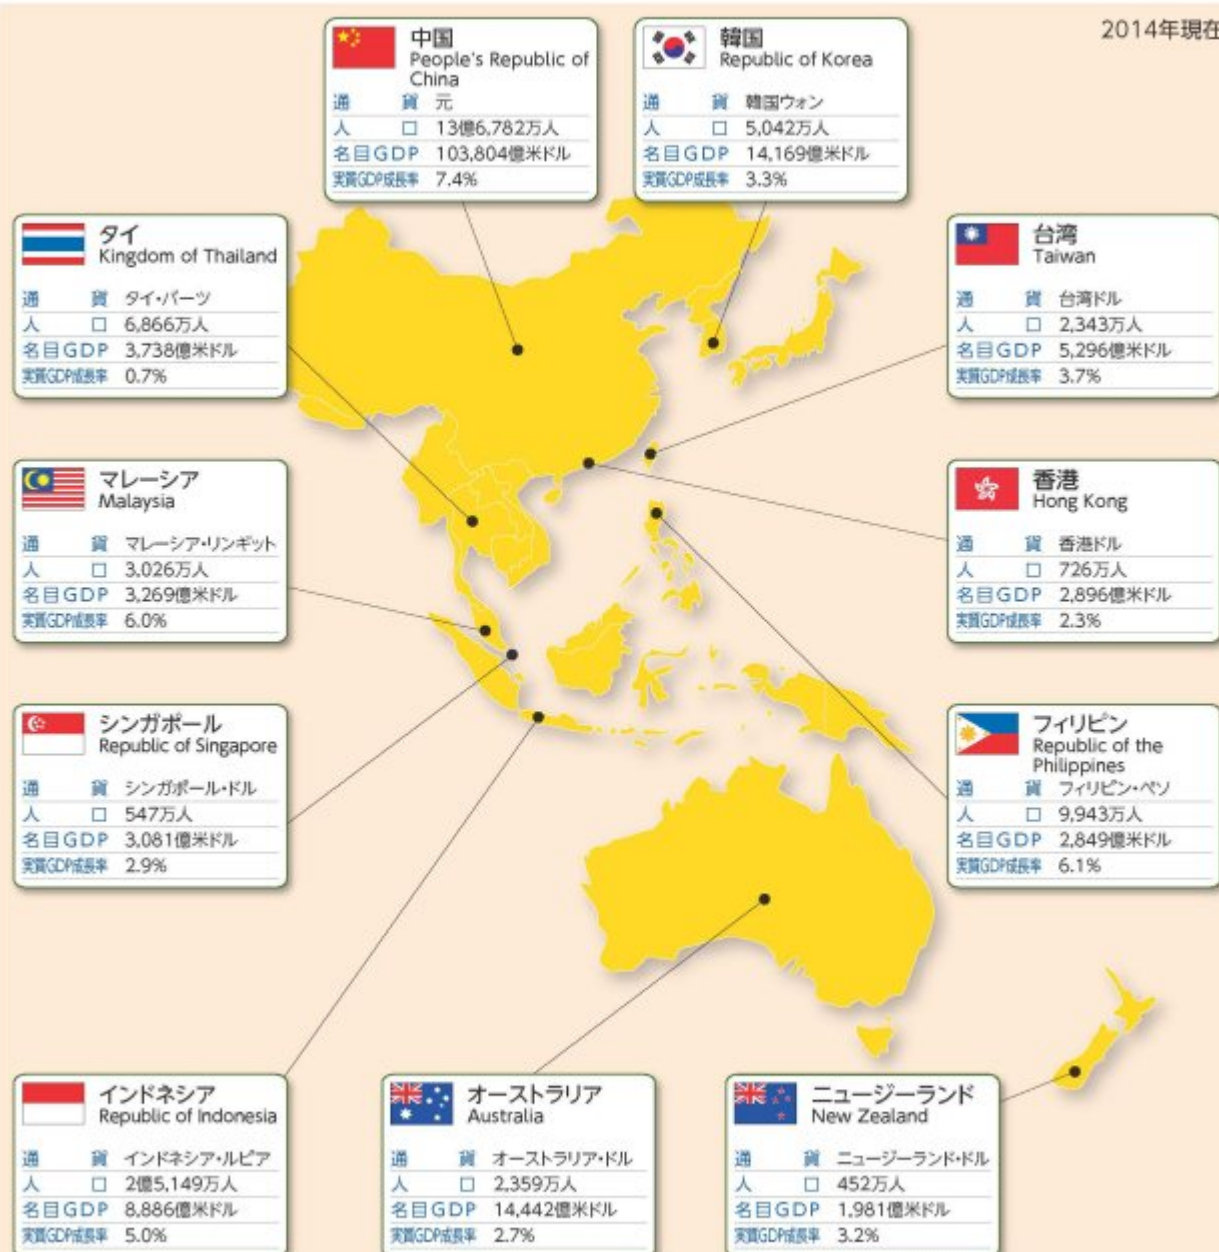 2014年現在
中国
People's Republic of
China
通 貨 元
人 口 13億6,782万人
名目GDP 103,804億米ドル
実質GDP成長率 7.4%
韓国
Republic of Korea
通 貨 韓国ウォン
人 口 5,042万人
名目GDP 14,169億米ドル
実質GDP成長率 3.3%
タイ
Kingdom of Thailand
通 貨 タイ・バーツ
人 口 6,866万人
名目GDP 3,738億米ドル
実質GDP成長率 0.7%
台湾
Taiwan
通 貨 台湾ドル
人 口 2,343万人
名目GDP 5,296億米ドル
実質GDP成長率 3.7%
マレーシア
Malaysia
通 貨 マレーシア・リンギット
人 口 3,026万人
名目GDP 3,269億米ドル
実質GDP成長率 6.0%
香港
Hong Kong
通 貨 香港ドル
人 口 726万人
名目GDP 2,896億米ドル
実質GDP成長率 2.3%
シンガポール
Republic of Singapore
通 貨 シンガポール・ドル
人 口 547万人
名目GDP 3,081億米ドル
実質GDP成長率 2.9%
フィリピン
Republic of the
Philippines
通 貨 フィリピン・ペソ
人 口 9,943万人
名目GDP 2,849億米ドル
実質GDP成長率 6.1%
インドネシア
Republic of Indonesia
通 貨 インドネシア・ルピア
人 口 2億5,149万人
名目GDP 8,886億米ドル
実質GDP成長率 5.0%
オーストラリア
Australia
通 貨 オーストラリア・ドル
人 口 2,359万人
名目GDP 14,442億米ドル
実質GDP成長率 2.7%
ニュージーランド
New Zealand
通 貨 ニュージーランド・ドル
人 口 452万人
名目GDP 1,981億米ドル
実質GDP成長率 3.2%